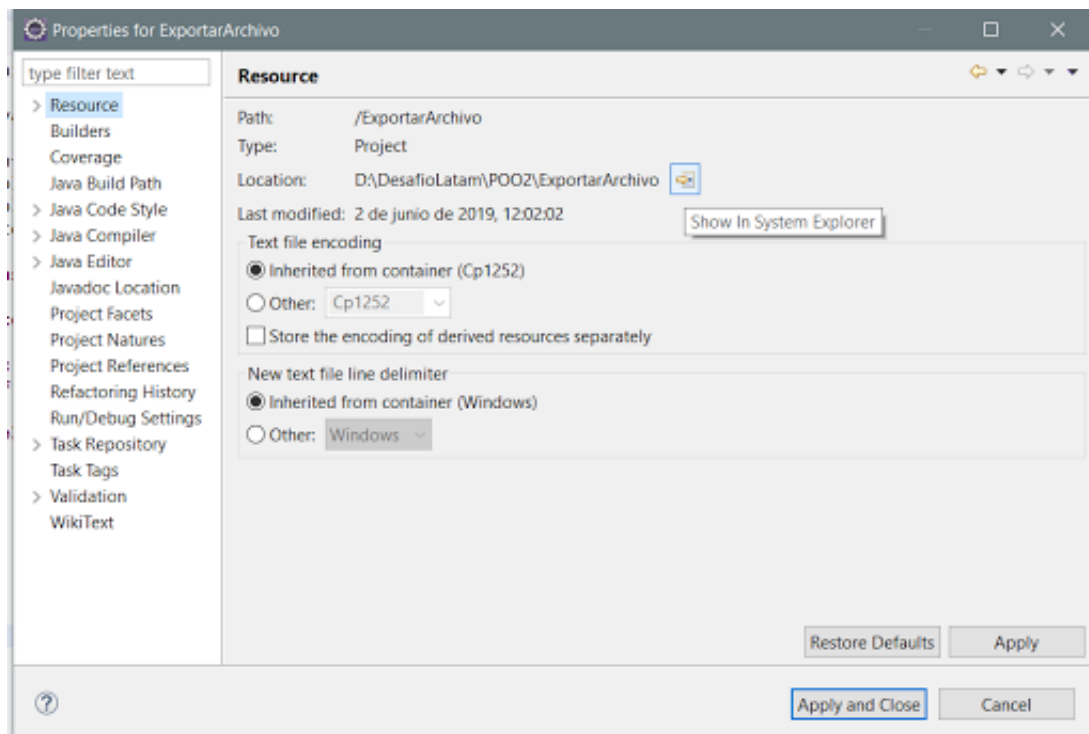 Properties for ExportarArchivo
type filter text
Resource
Builders
Coverage
Java Build Path
Java Code Style
Java Compiler
Java Editor
Javadoc Location
Project Facets
Project Natures
Project References
Refactoring History
Run/Debug Settings
Task Repository
Task Tags
Validation
WikiText
Resource
Path: /ExportarArchivo
Type: Project
Location: D:\DesafioLatam\POO2\ExportarArchivo
Last modified: 2 de junio de 2019, 12:02:02
Show In System Explorer
Text file encoding
Inherited from container (Cp1252)
Other: Cp1252
Store the encoding of derived resources separately
New text file line delimiter
Inherited from container (Windows)
Other: Windows
Restore Defaults Apply
? Apply and Close Cancel